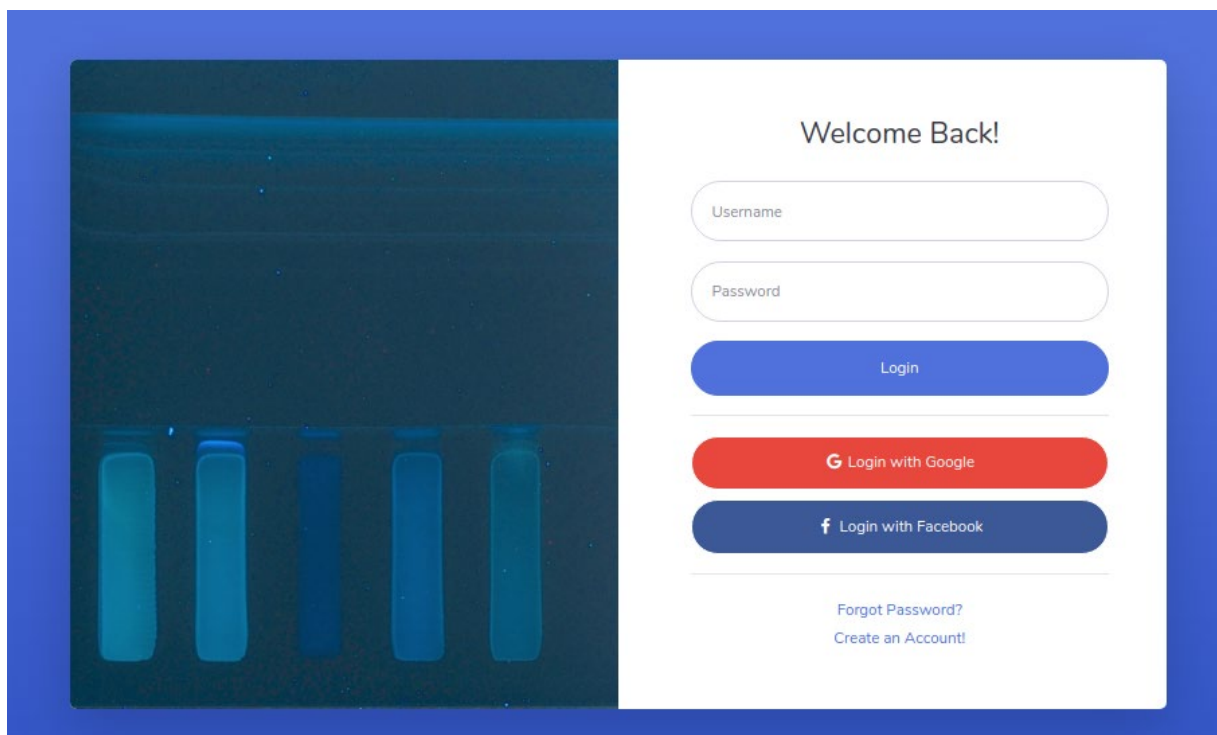 Welcome Back!
Username
Password
Login
Login with Google
Login with Facebook
Forgot Password?
Create an Account!